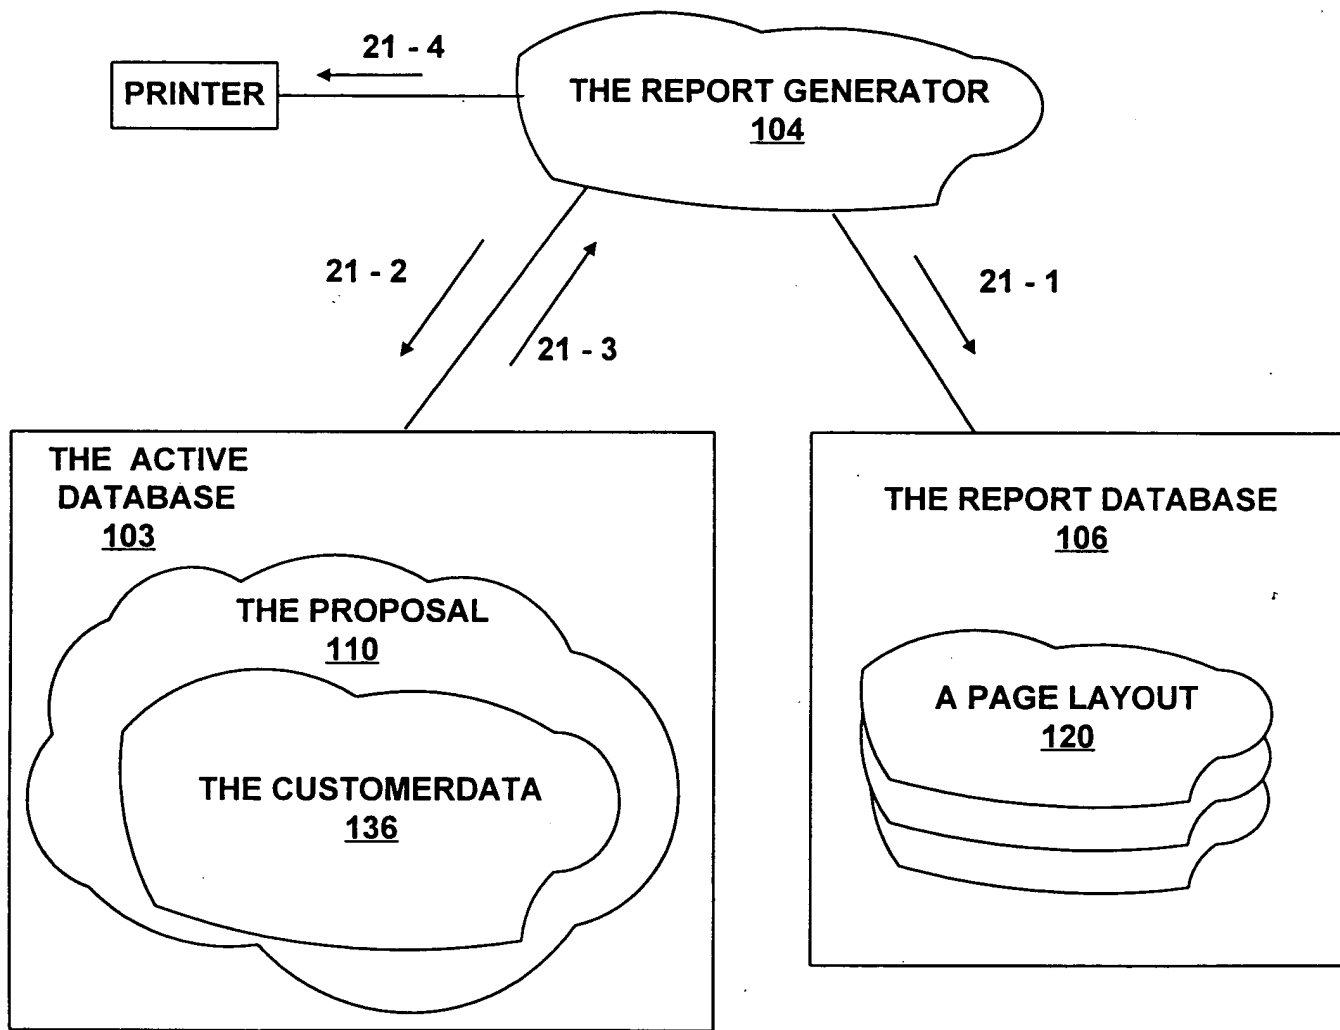 21 - 4
PRINTER
THE REPORT GENERATOR
104
21 - 2
21 - 3
21 - 1
THE ACTIVE
DATABASE
103
THE PROPOSAL
110
THE CUSTOMERDATA
136
THE REPORT DATABASE
106
A PAGE LAYOUT
120